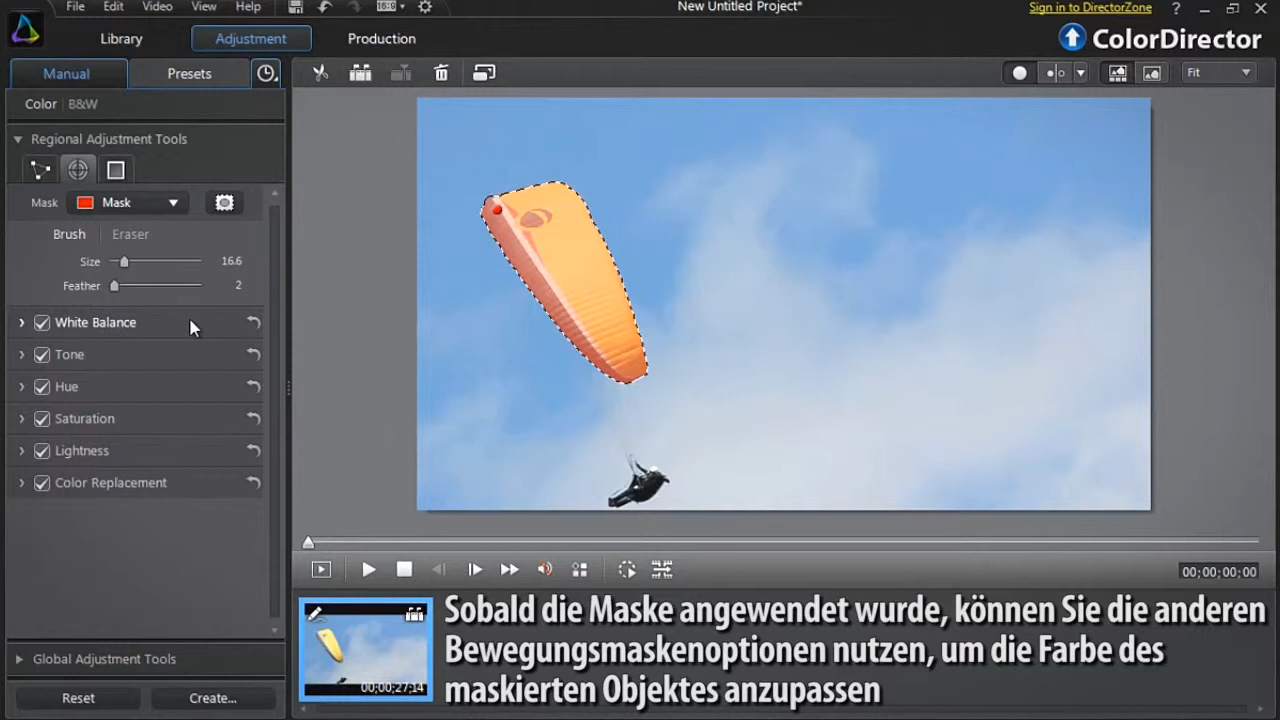 File Edit Video View Help 16:9 New Untitled Project* Sign in to DirectorZone ?
Library Adjustment Production ColorDirector
Manual Presets Fit
Color B&W
Regional Adjustment Tools
Mask Mask
Brush Eraser
Size 16.6
Feather 2
White Balance
Tone
Hue
Saturation
Lightness
Color Replacement
00;00;00;00
Sobald die Maske angewendet wurde, können Sie die anderen
Bewegungsmaskenoptionen nutzen, um die Farbe des
maskierten Objektes anzupassen
00;00;27;14
Global Adjustment Tools
Reset Create...